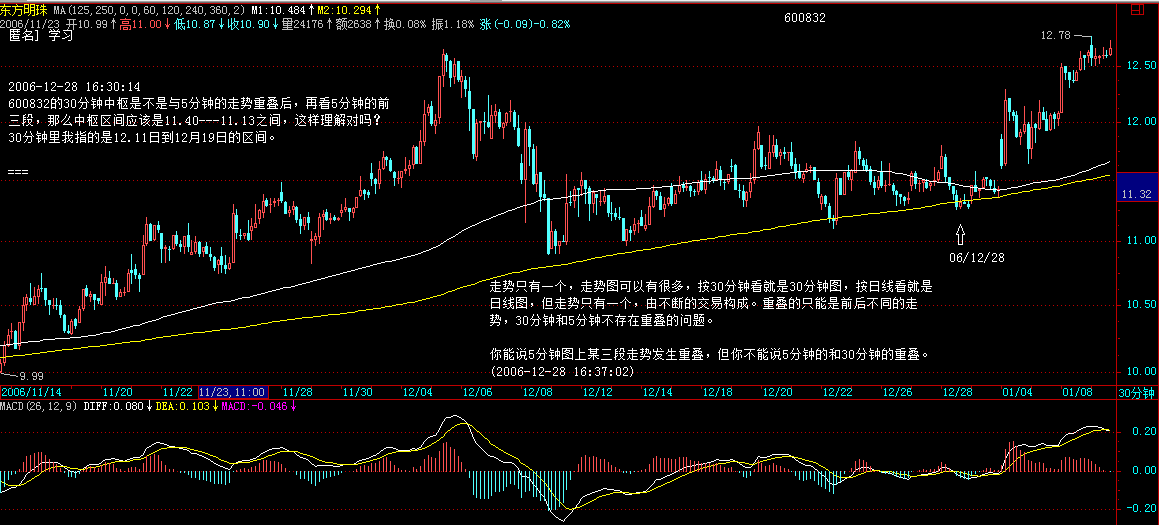 东方明珠 MA(125,250,0,0,60,120,240,360,2) M1:10.484↑M2:10.294↑
2006/11/23 开10.99↑高11.00↓低10.87↓收10.90↓量24176↑额2638↑换0.08% 振1.18% 涨(-0.09)-0.82%
600832
匿名] 学习
12.78
2006-12-28 16:30:14
600832的30分钟中枢是不是与5分钟的走势重叠后，再看5分钟的前
三段，那么中枢区间应该是11.40---11.13之间，这样理解对吗？
30分钟里我指的是12.11日到12月19日的区间。
===
12.50
12.00
11.32
11.00
10.50
10.00
06/12/28
走势只有一个，走势图可以有很多，按30分钟看就是30分钟图，按日线看就是
日线图，但走势只有一个，由不断的交易构成。重叠的只能是前后不同的走
势，30分钟和5分钟不存在重叠的问题。
你能说5分钟图上某三段走势发生重叠，但你不能说5分钟的和30分钟的重叠。
(2006-12-28 16:37:02)
9.99
2006/11/14 11/20 11/22 11/23,11:00 11/28 11/30 12/04 12/06 12/08 12/12 12/14 12/18 12/20 12/22 12/26 12/28 01/04 01/08 30分钟
MACD(26,12,9) DIFF:0.080↓DEA:0.103↓MACD:-0.046↓
0.20
0.00
-0.20